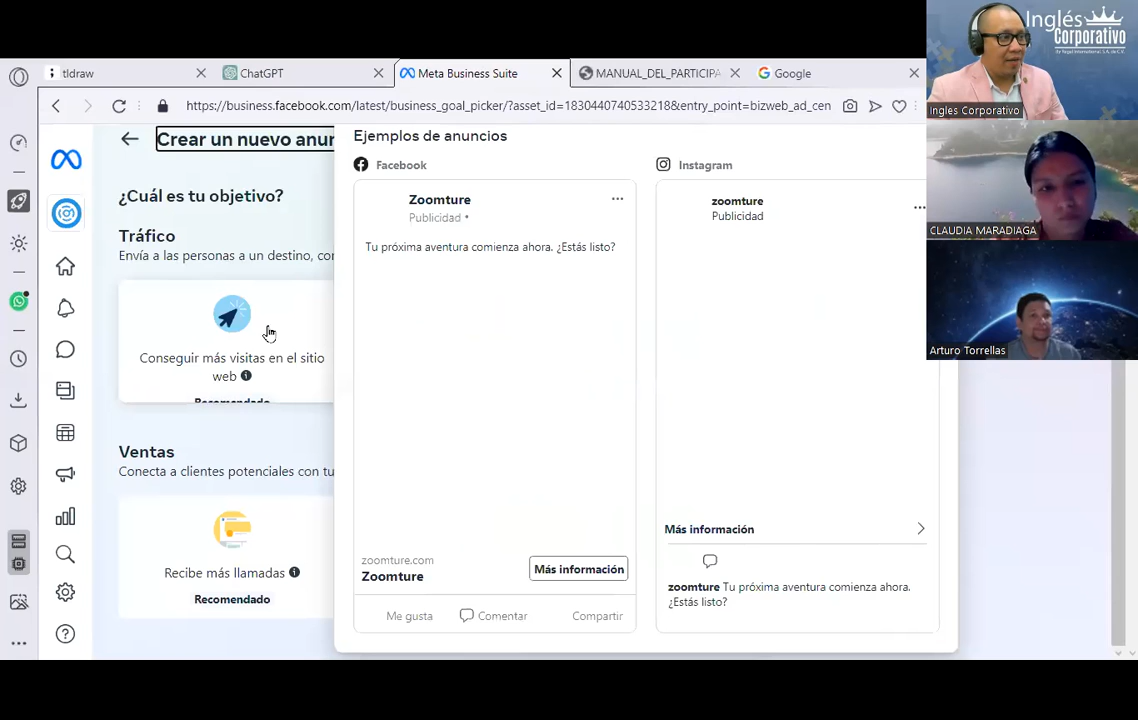 tldraw
ChatGPT
Meta Business Suite
MANUAL_DEL_PARTICIPA
Google
https://business.facebook.com/latest/business_goal_picker/?asset_id=1830440740533218&entry_point=bizweb_ad_cen
Crear un nuevo anun
¿Cuál es tu objetivo?
Tráfico
Envía a las personas a un destino, con
Conseguir más visitas en el sitio
web
Recomendado
Ventas
Conecta a clientes potenciales con tu
Recibe más llamadas
Recomendado
Ejemplos de anuncios
Facebook
Zoomture
Publicidad •
Tu próxima aventura comienza ahora. ¿Estás listo?
zoomture.com
Zoomture
Más información
Me gusta
Comentar
Compartir
Instagram
zoomture
Publicidad
Más información
zoomture Tu próxima aventura comienza ahora.
¿Estás listo?
Inglés
Corporativo
Ingles Corporativo
CLAUDIA MARADIAGA
Arturo Torrellas